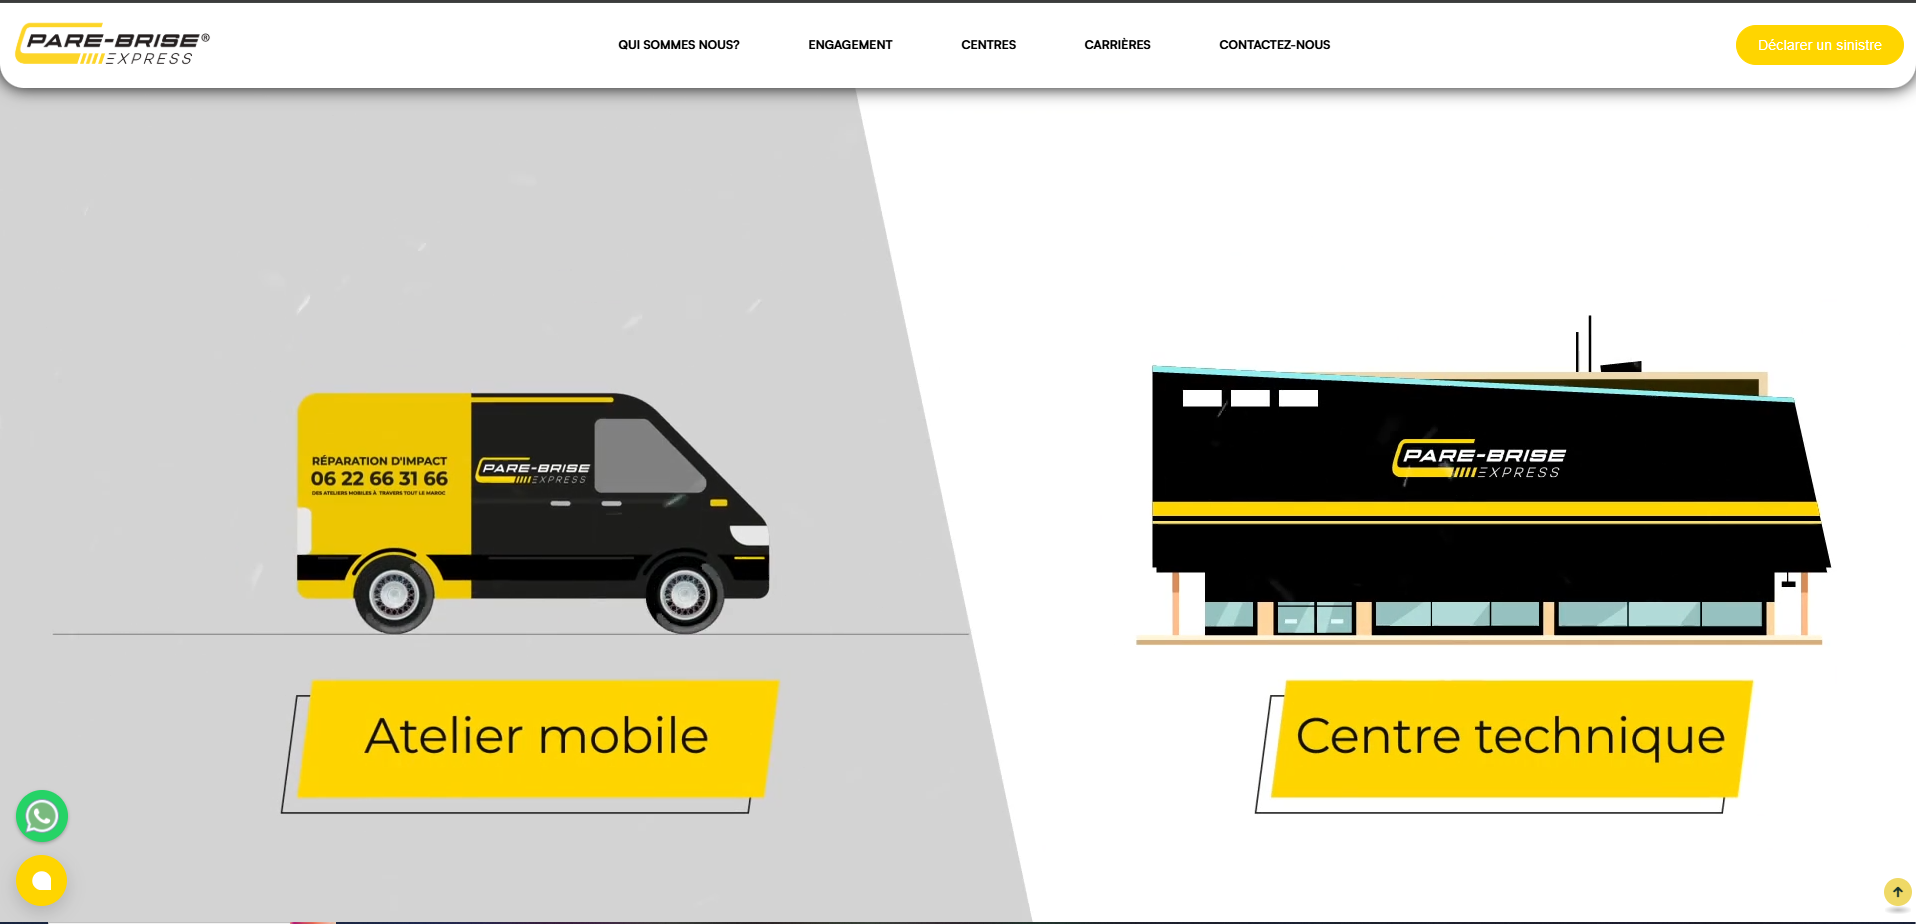 PARE-BRISE®
EXPRESS
QUI SOMMES NOUS?
ENGAGEMENT
CENTRES
CARRIÈRES
CONTACTEZ-NOUS
Déclarer un sinistre
RÉPARATION D'IMPACT
06 22 66 31 66
DES ATELIERS MOBILES À TRAVERS TOUT LE MAROC
PARE-BRISE
EXPRESS
PARE-BRISE
EXPRESS
Atelier mobile
Centre technique